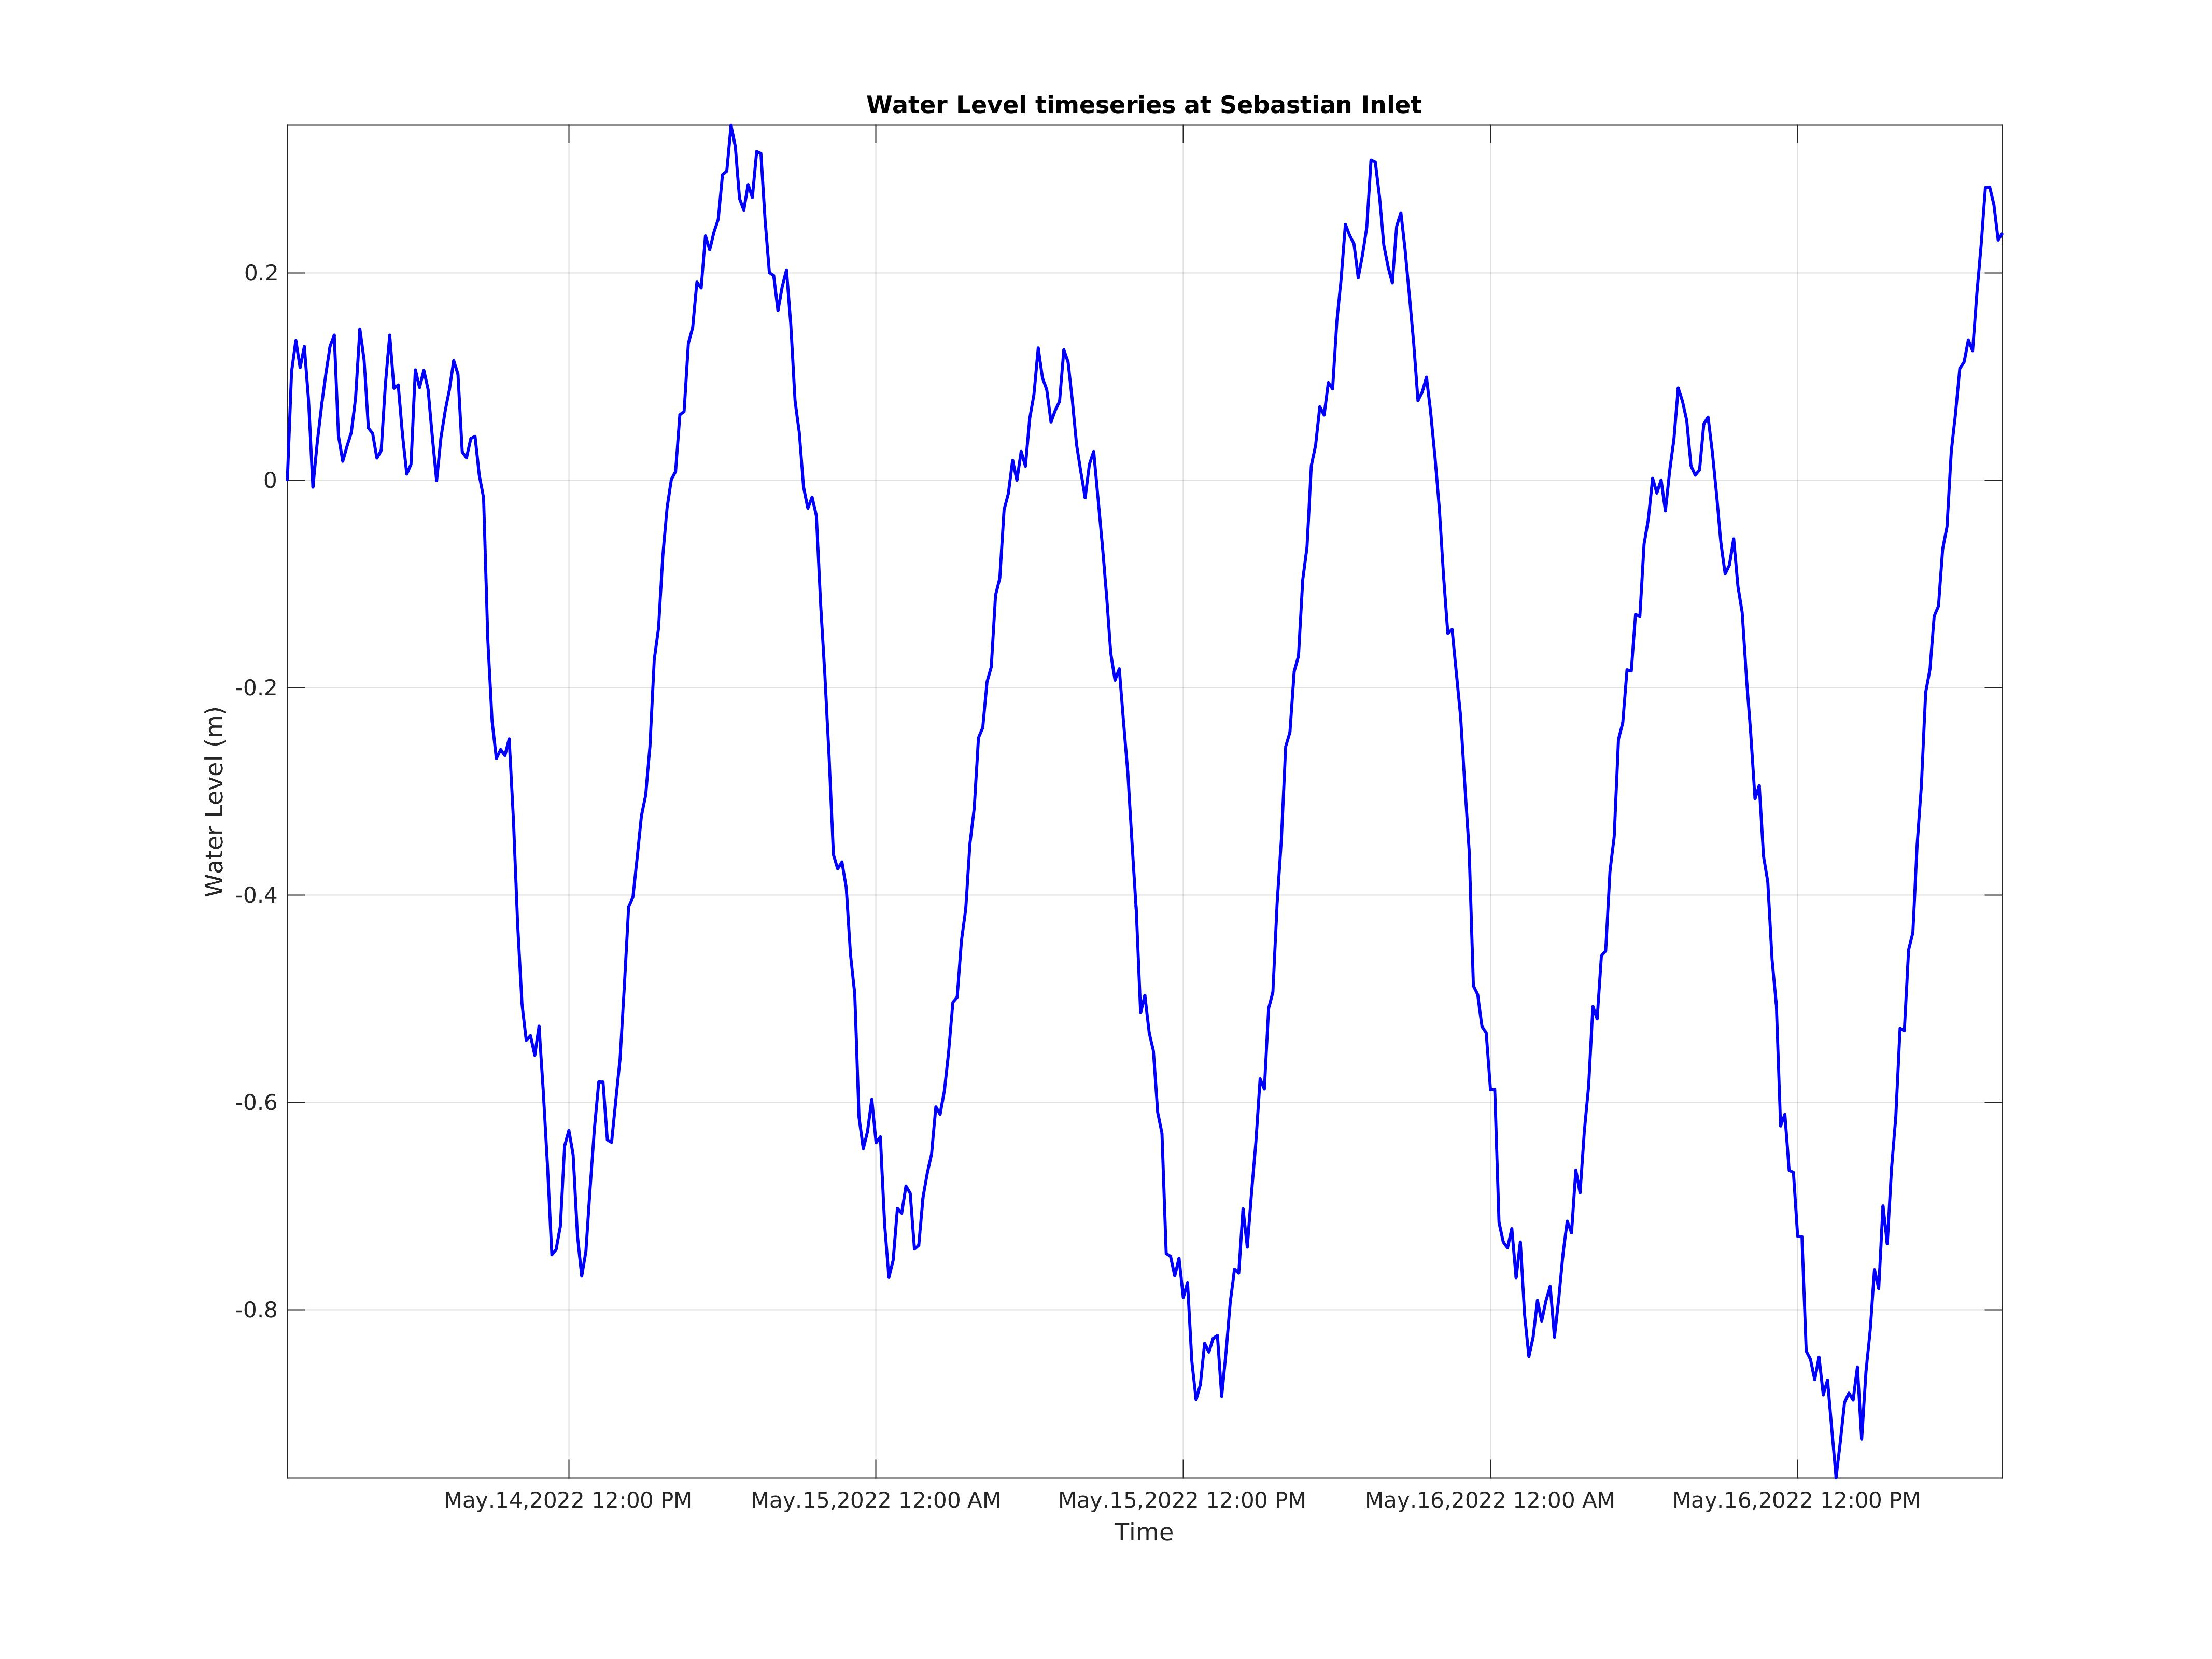 Water Level timeseries at Sebastian Inlet
0.2
0
-0.2
-0.4
-0.6
-0.8
Water Level (m)
May.14,2022 12:00 PM
May.15,2022 12:00 AM
May.15,2022 12:00 PM
May.16,2022 12:00 AM
May.16,2022 12:00 PM
Time